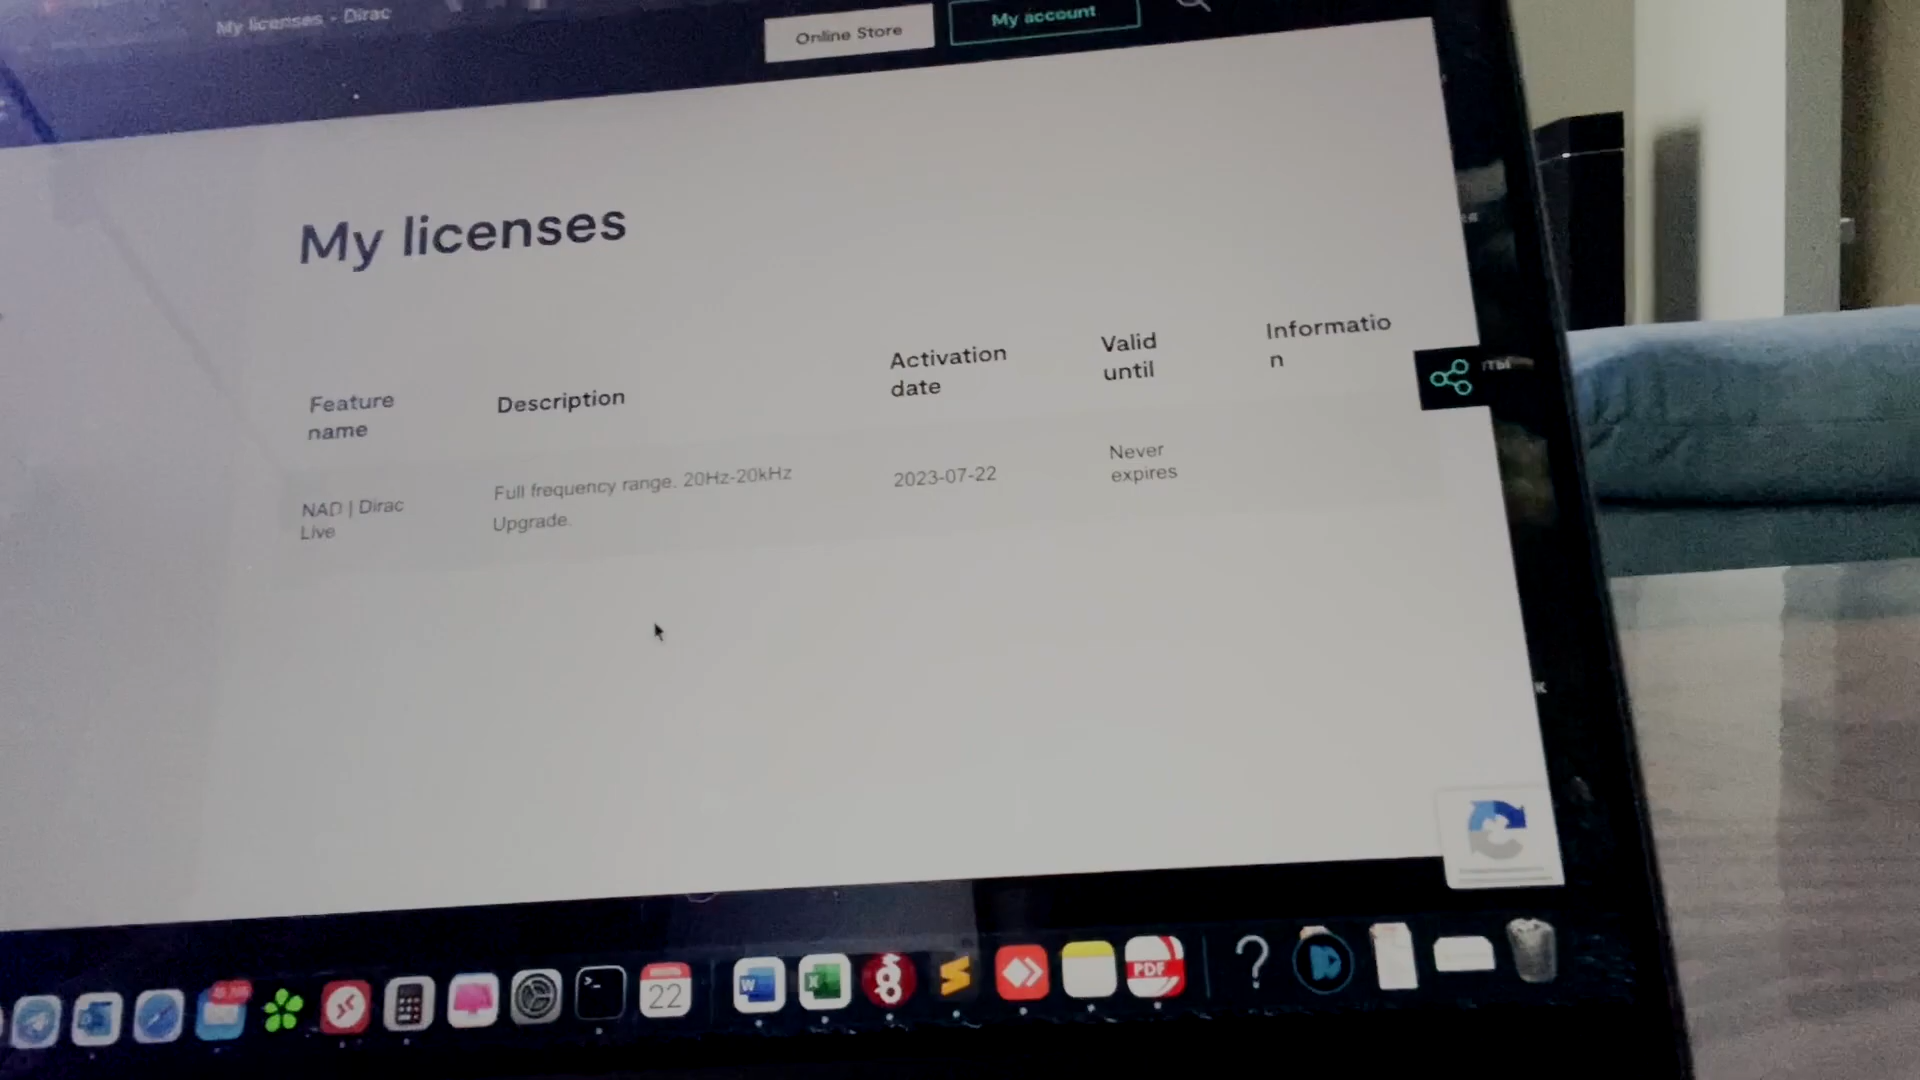 My licenses - Dirac
Online Store
My account
My licenses
Feature
name
Description
Activation
date
Valid
until
Informatio
n
NAD | Dirac
Live
Full frequency range. 20Hz-20kHz
Upgrade.
2023-07-22
Never
expires
22
W
X
PDF